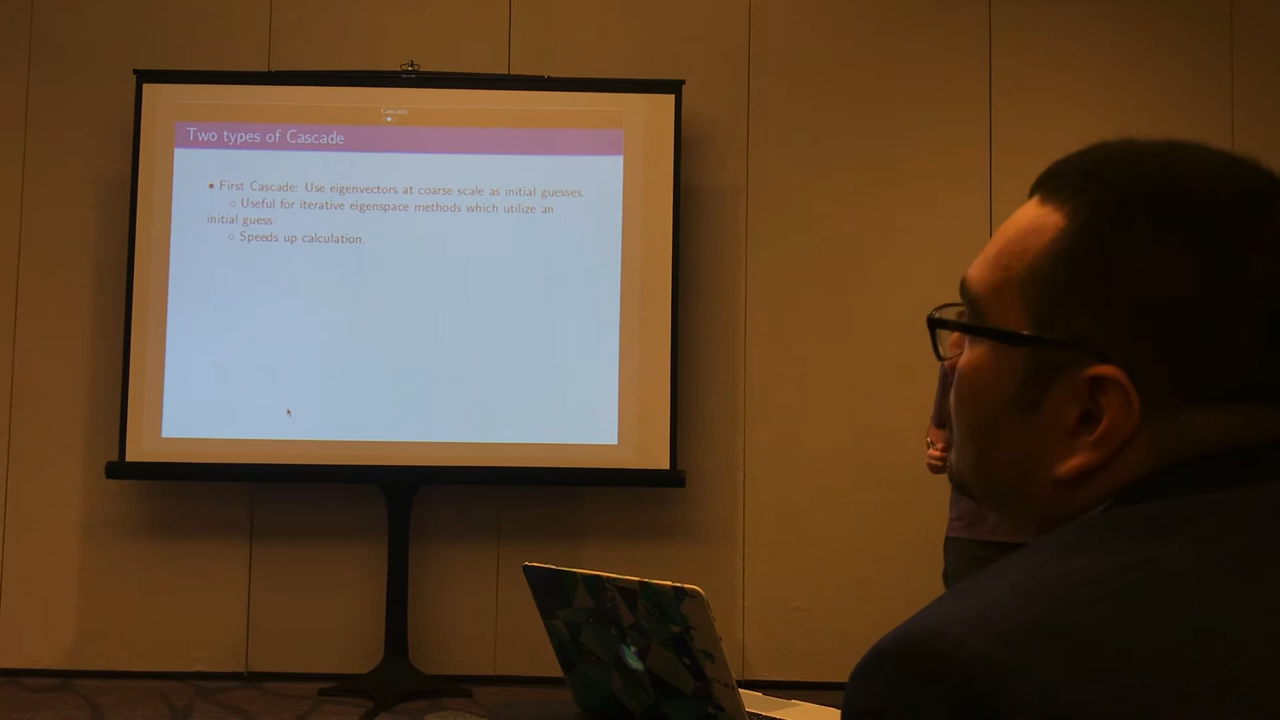 Cascade
Two types of Cascade
• First Cascade: Use eigenvectors at coarse scale as initial guesses.
○ Useful for iterative eigenspace methods which utilize an
initial guess.
○ Speeds up calculation.